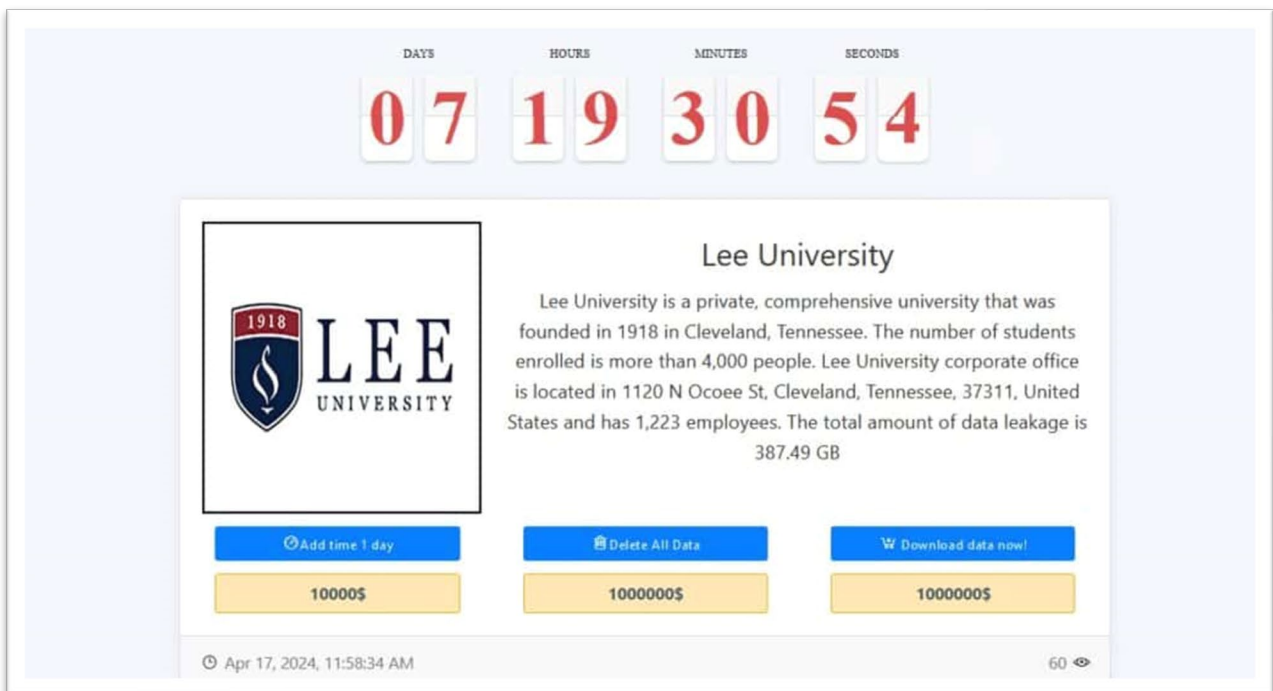 DAYS HOURS MINUTES SECONDS
07 19 30 54
1918
LEE
UNIVERSITY
Lee University
Lee University is a private, comprehensive university that was
founded in 1918 in Cleveland, Tennessee. The number of students
enrolled is more than 4,000 people. Lee University corporate office
is located in 1120 N Ocoee St, Cleveland, Tennessee, 37311, United
States and has 1,223 employees. The total amount of data leakage is
387.49 GB
Add time 1 day
10000$
Delete All Data
1000000$
Download data now!
1000000$
Apr 17, 2024, 11:58:34 AM
60